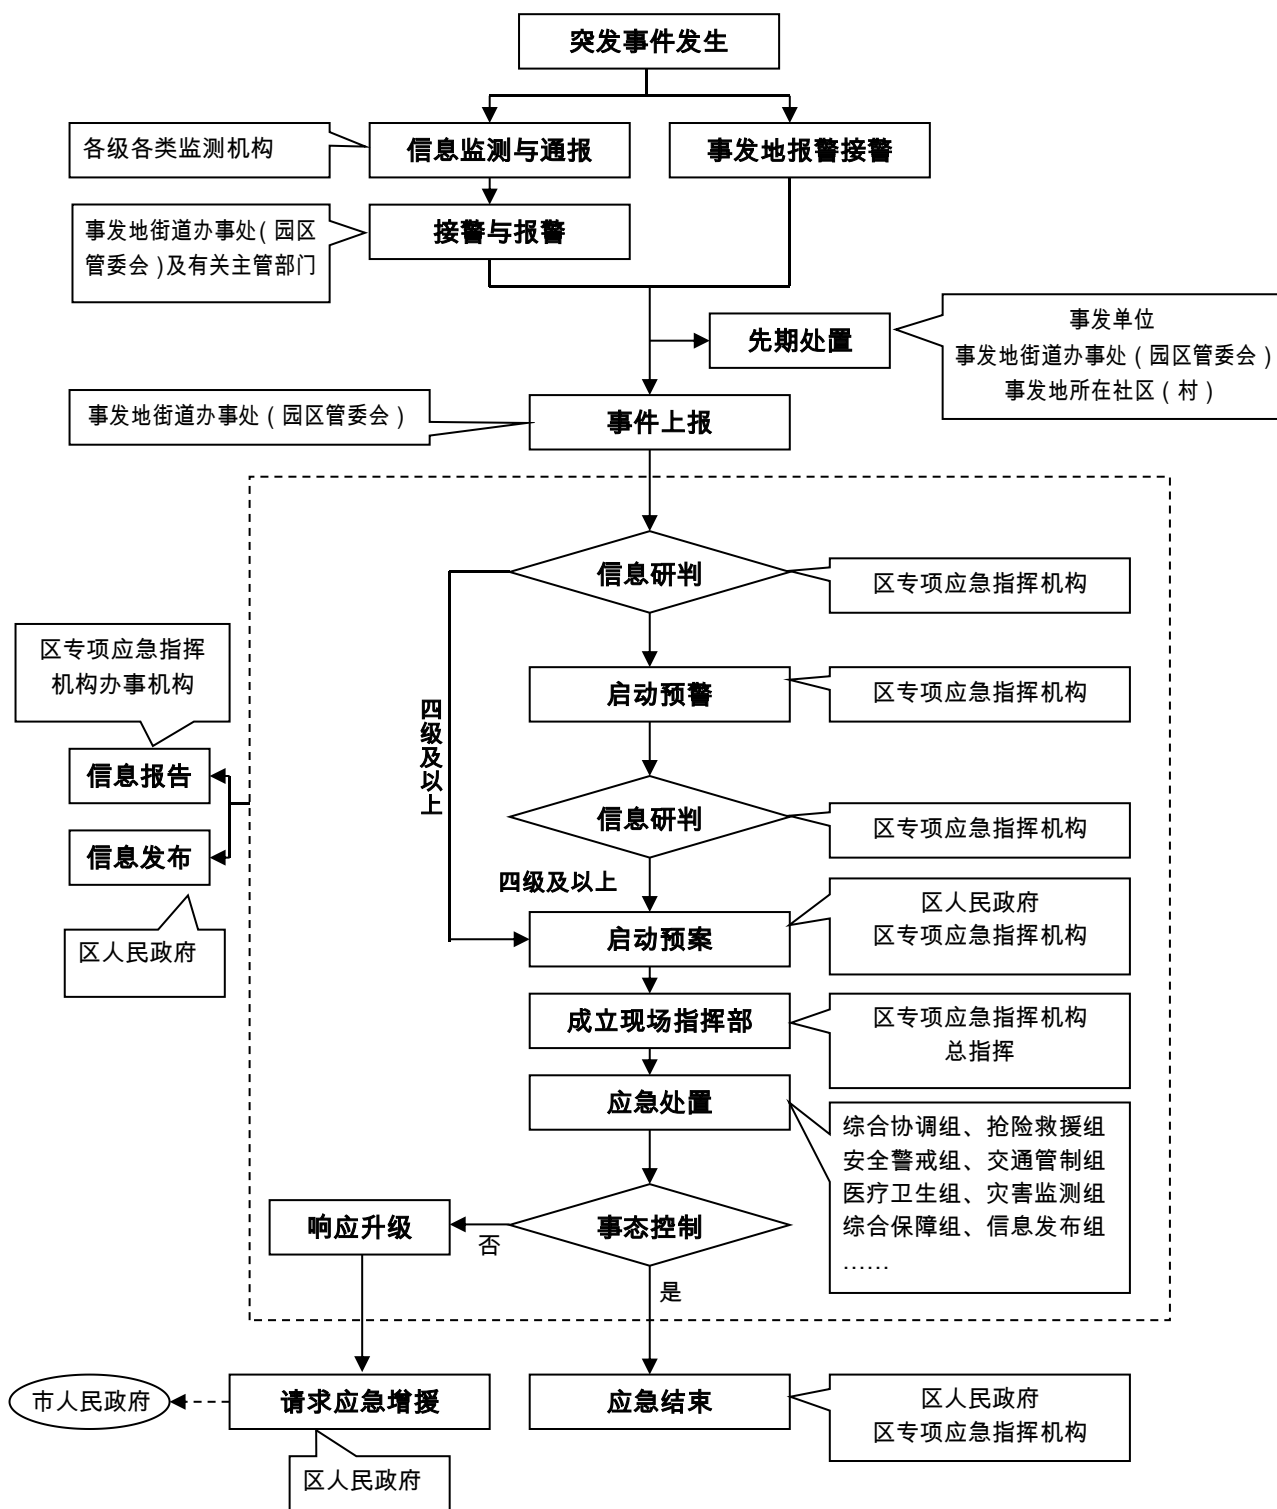 突发事件发生
各级各类监测机构
信息监测与通报
事发地报警接警
事发地街道办事处(园区
管委会)及有关主管部门
接警与报警
先期处置
事发单位
事发地街道办事处(园区管委会)
事发地所在社区(村)
事发地街道办事处(园区管委会)
事件上报
信息研判
区专项应急指挥机构
区专项应急指挥
机构办事机构
启动预警
区专项应急指挥机构
四级及以上
信息报告
信息研判
区专项应急指挥机构
信息发布
四级及以上
区人民政府
启动预案
区人民政府
区专项应急指挥机构
成立现场指挥部
区专项应急指挥机构
总指挥
应急处置
综合协调组、抢险救援组
安全警戒组、交通管制组
医疗卫生组、灾害监测组
综合保障组、信息发布组
……
响应升级
否
事态控制
是
市人民政府
请求应急增援
应急结束
区人民政府
区专项应急指挥机构
区人民政府